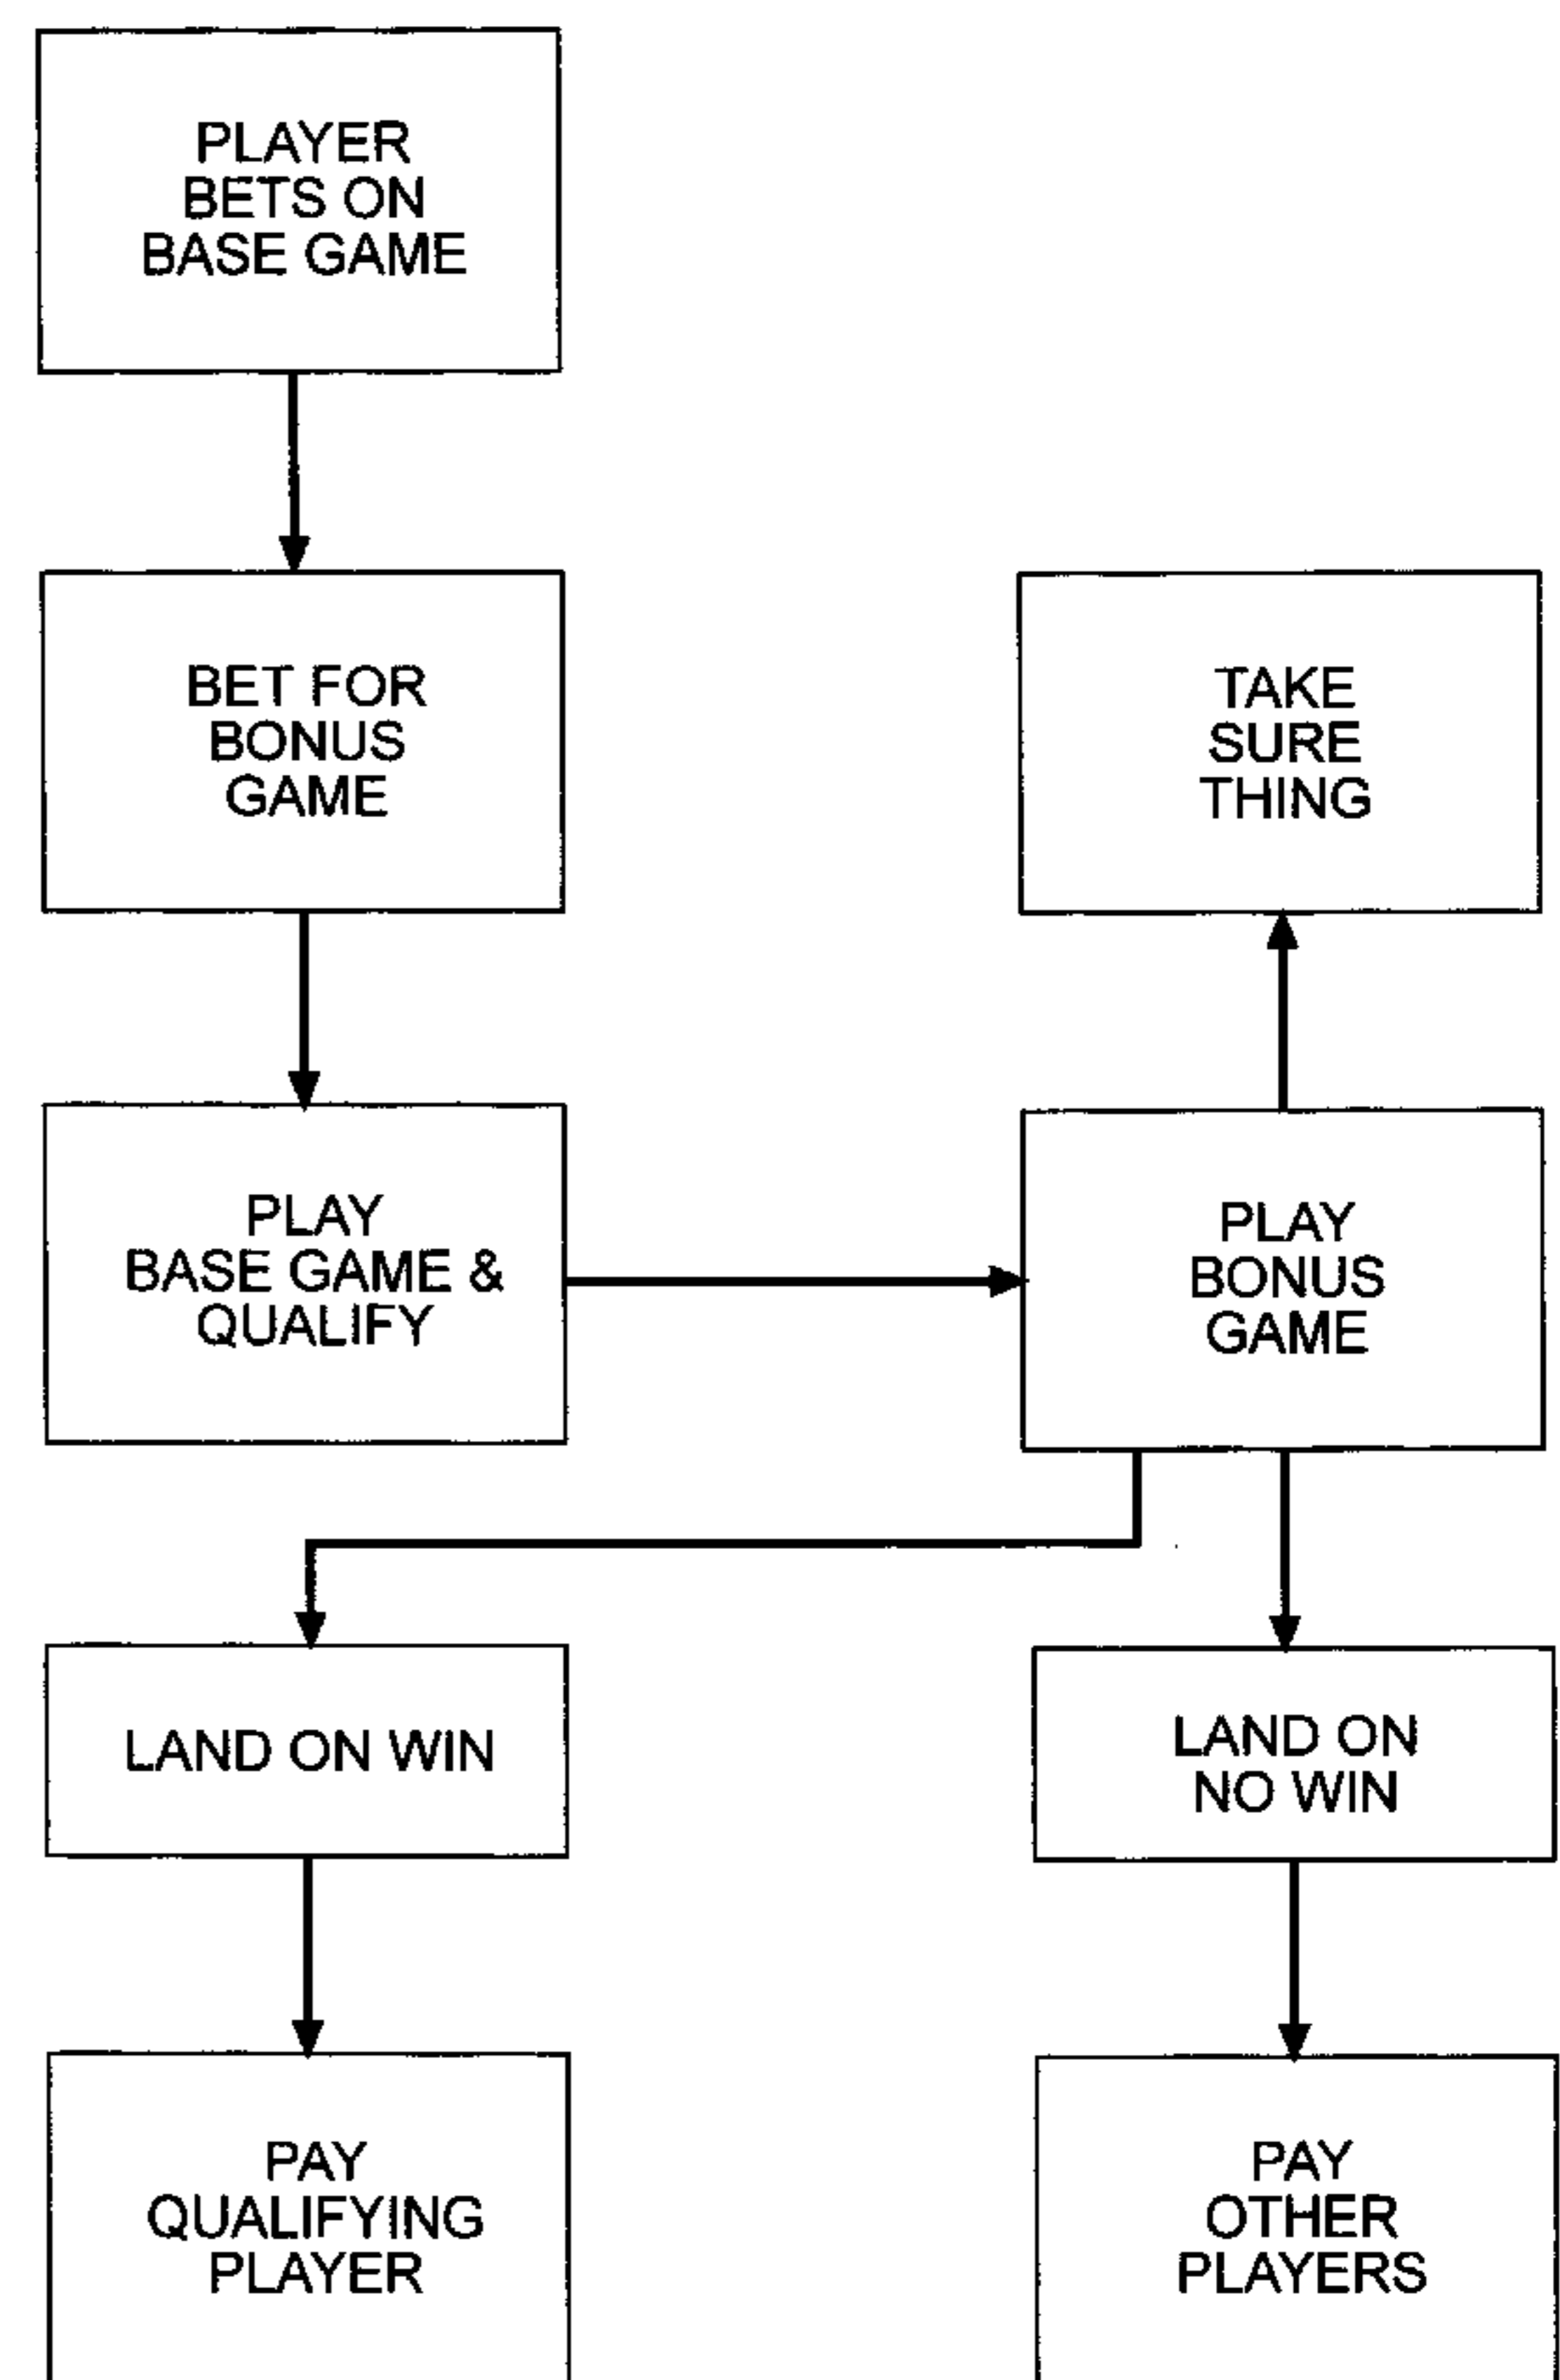 PLAYER
BETS ON
BASE GAME
BET FOR
BONUS
GAME
TAKE
SURE
THING
PLAY
BASE GAME &
QUALIFY
PLAY
BONUS
GAME
LAND ON WIN
LAND ON
NO WIN
PAY
QUALIFYING
PLAYER
PAY
OTHER
PLAYERS